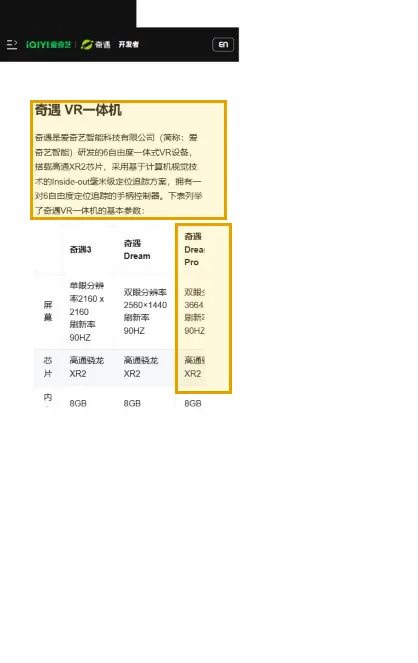 iQIYI爱奇艺 奇遇 开发者 En
奇遇 VR一体机
奇遇是爱奇艺智能科技有限公司（简称：爱
奇艺智能）研发的6自由度一体式VR设备，
搭载高通XR2芯片，采用基于计算机视觉技
术的Inside-out毫米级定位追踪方案，拥有一
对6自由度定位追踪的手柄控制器。下表列举
了奇遇VR一体机的基本参数：
奇遇3
奇遇
Dream
奇遇
Pro
屏
幕
单眼分辨
率2160 x
2160
刷新率
90HZ
双眼分辨率
2560×1440
刷新率
90HZ
双眼
3664
刷新
90HZ
芯
片
高通骁龙
XR2
高通骁龙
XR2
高通
XR2
内
8GB
8GB
8GB